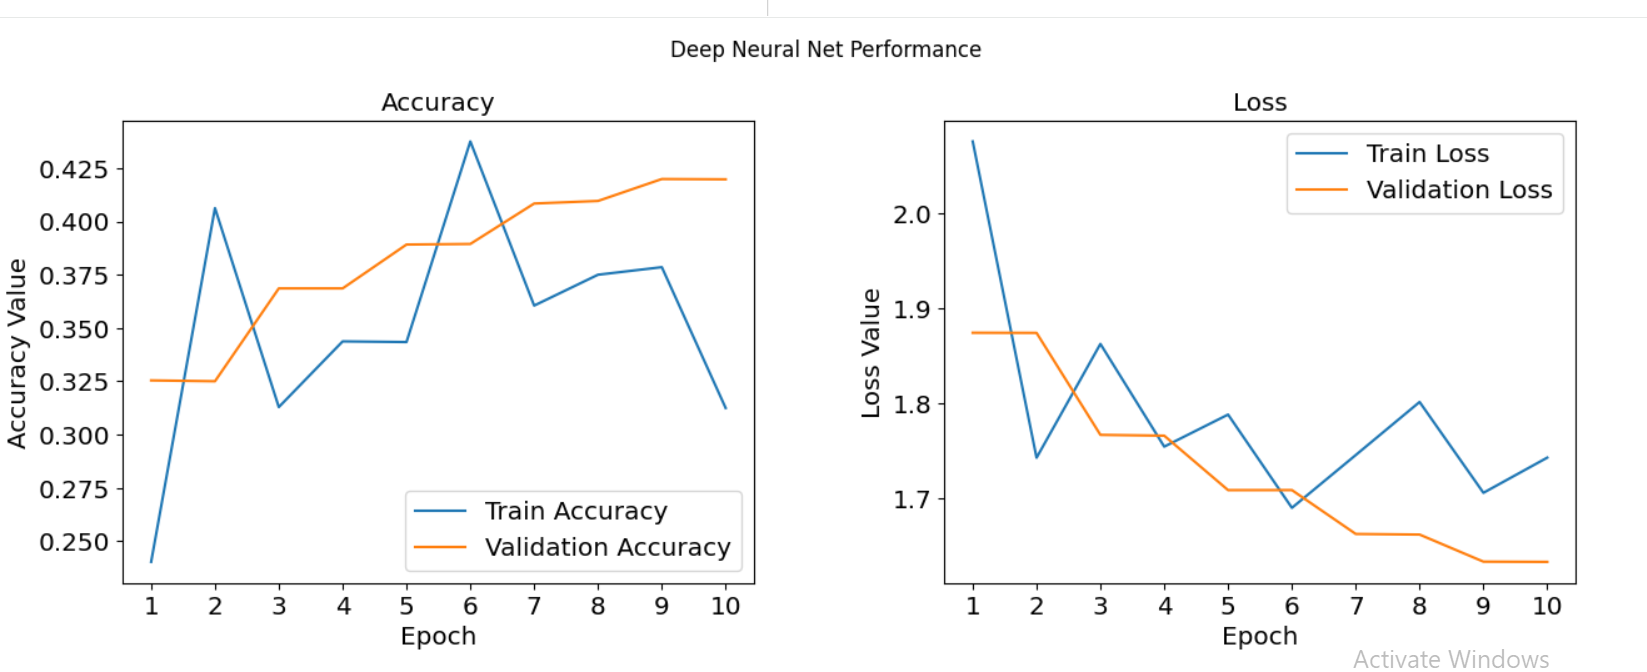 Deep Neural Net Performance
Accuracy
Accuracy Value
0.425
0.400
0.375
0.350
0.325
0.300
0.275
0.250
Train Accuracy
Validation Accuracy
1 2 3 4 5 6 7 8 9 10
Epoch
Loss
Loss Value
2.0
1.9
1.8
1.7
Train Loss
Validation Loss
1 2 3 4 5 6 7 8 9 10
Epoch
Activate Windows